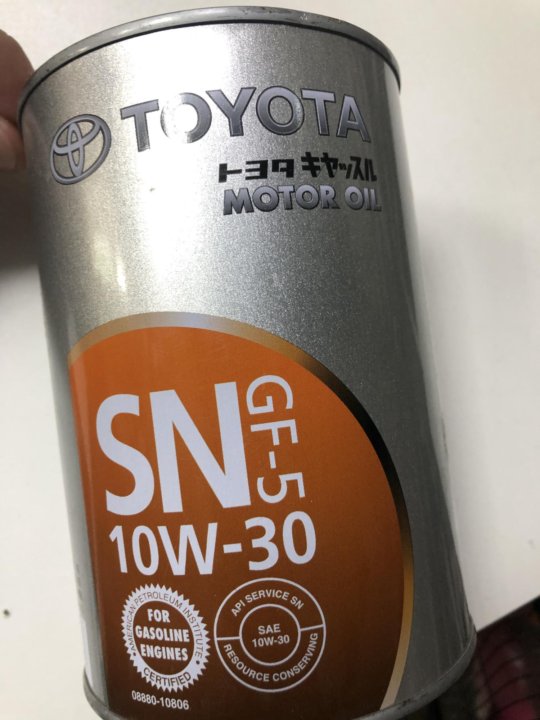 TOYOTA
トヨタ キヤッスル
MOTOR OIL
SN
GF-5
10W-30
AMERICAN PETROLEUM INSTITUTE
FOR
GASOLINE
ENGINES
CERTIFIED
API SERVICE SN
SAE
10W-30
RESOURCE CONSERVING
08880-10806